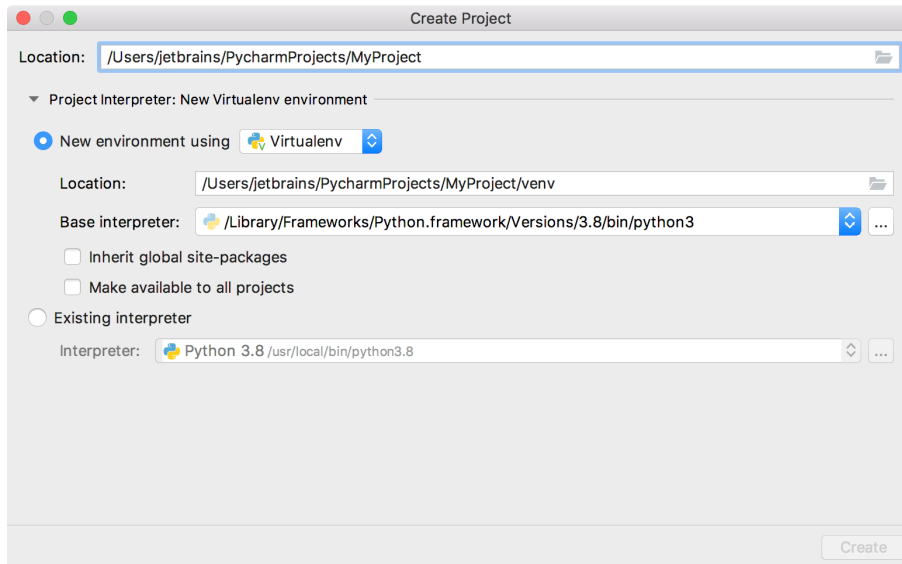 Create Project
Location: /Users/jetbrains/PycharmProjects/MyProject
Project Interpreter: New Virtualenv environment
New environment using Virtualenv
Location: /Users/jetbrains/PycharmProjects/MyProject/venv
Base interpreter: /Library/Frameworks/Python.framework/Versions/3.8/bin/python3 ...
Inherit global site-packages
Make available to all projects
Existing interpreter
Interpreter: Python 3.8 /usr/local/bin/python3.8 ...
Create